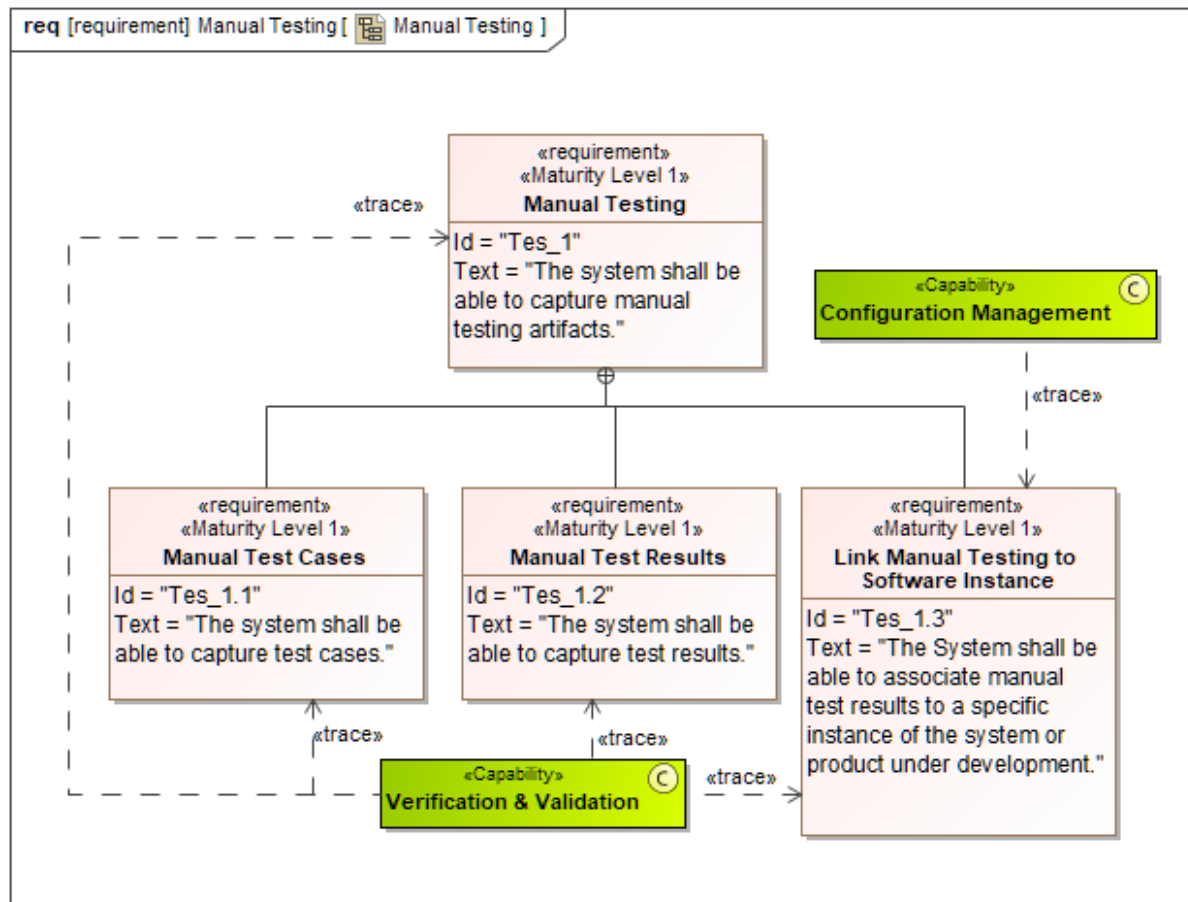 req [requirement] Manual Testing [ Manual Testing ]
«requirement»
«Maturity Level 1»
Manual Testing
Id = "Tes_1"
Text = "The system shall be
able to capture manual
testing artifacts."
«trace»
«Capability»
C
Configuration Management
«trace»
«requirement»
«Maturity Level 1»
Manual Test Cases
Id = "Tes_1.1"
Text = "The system shall be
able to capture test cases."
«requirement»
«Maturity Level 1»
Manual Test Results
Id = "Tes_1.2"
Text = "The system shall be
able to capture test results."
«requirement»
«Maturity Level 1»
Link Manual Testing to
Software Instance
Id = "Tes_1.3"
Text = "The System shall be
able to associate manual
test results to a specific
instance of the system or
product under development."
«trace»
«trace»
«trace»
«Capability»
C
Verification & Validation